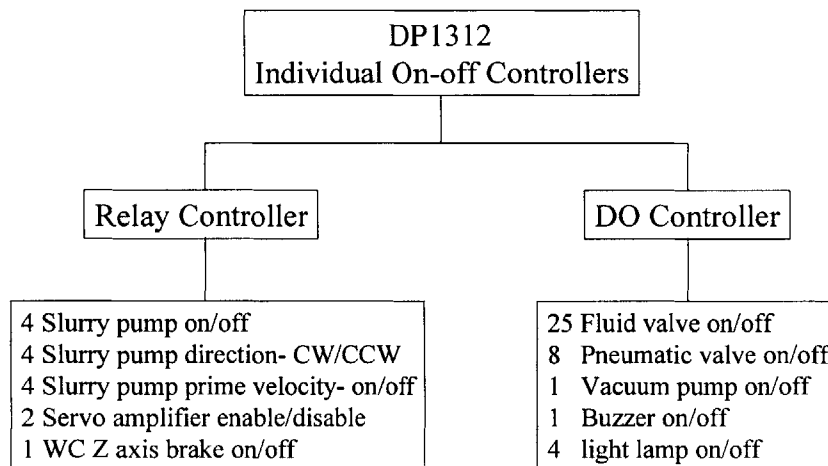 DP1312
Individual On-off Controllers
Relay Controller
DO Controller
4 Slurry pump on/off
4 Slurry pump direction- CW/CCW
4 Slurry pump prime velocity- on/off
2 Servo amplifier enable/disable
1 WC Z axis brake on/off
25 Fluid valve on/off
8 Pneumatic valve on/off
1 Vacuum pump on/off
1 Buzzer on/off
4 light lamp on/off